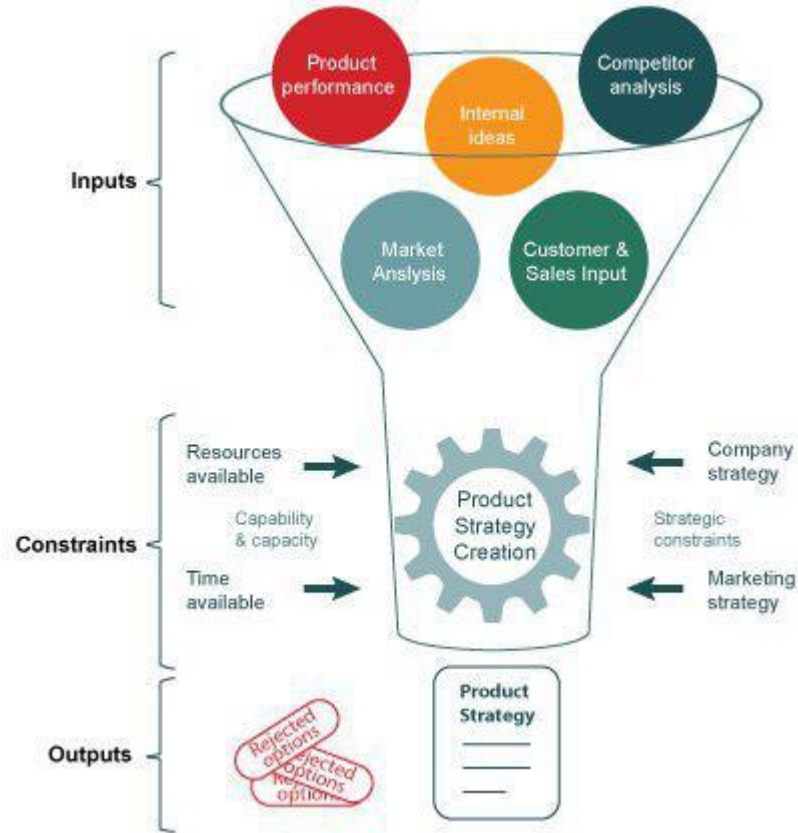 Product
performance
Competitor
analysis
Internal
ideas
Inputs
Market
Anslysis
Customer &
Sales Input
Resources
available
Company
strategy
Product
Strategy
Creation
Capability
& capacity
Strategic
constraints
Constraints
Time
available
Marketing
strategy
Product
Strategy
Outputs
Rejected
options
Rejected
options
options